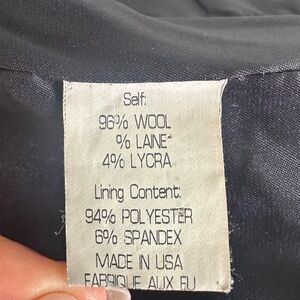 Self:
96% WOOL
% LAINE
4% LYCRA
Lining Content:
94% POLYESTER
6% SPANDEX
MADE IN USA
FABRIQUE AUX EU